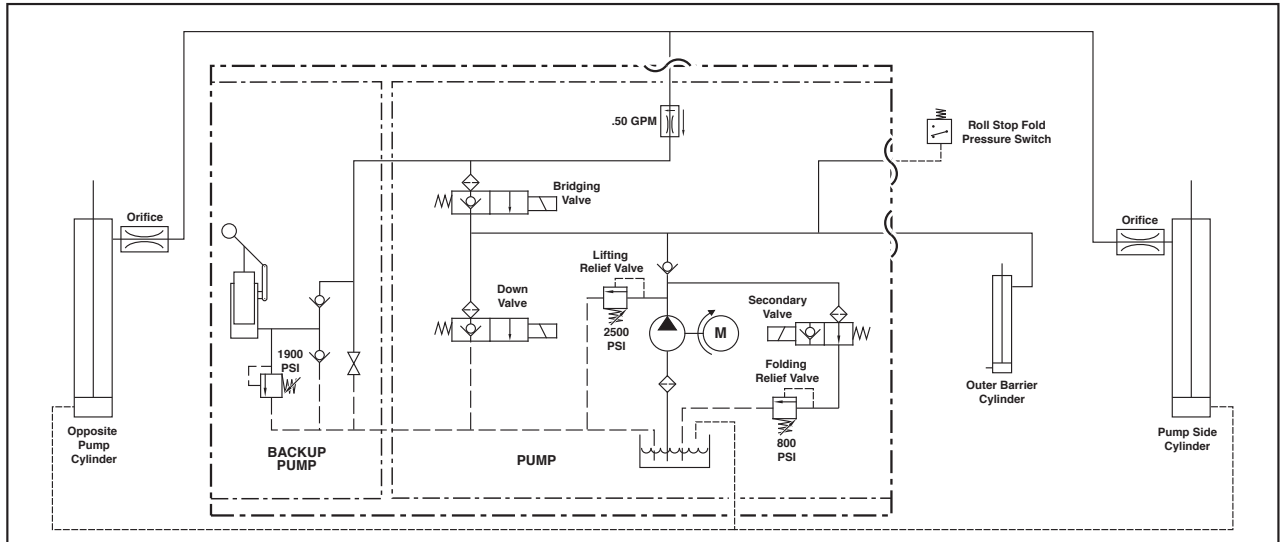 .50 GPM
Roll Stop Fold
Pressure Switch
Bridging
Valve
Orifice
Orifice
Lifting
Relief Valve
Down
Valve
Secondary
Valve
2500
PSI
M
1900
PSI
Folding
Relief Valve
Outer Barrier
Cylinder
Opposite
Pump
Cylinder
BACKUP
PUMP
PUMP
800
PSI
Pump Side
Cylinder